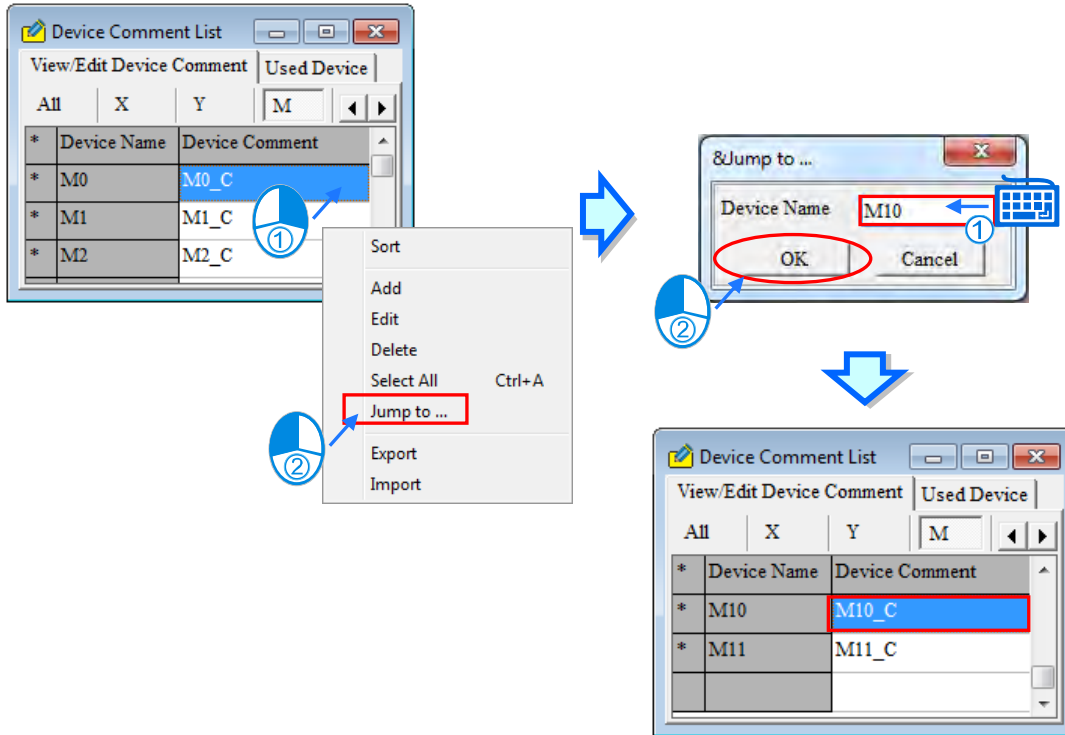 Device Comment List
View/Edit Device Comment Used Device
All X Y M
* Device Name Device Comment
* M0 M0_C
* M1 M1_C
* M2 M2_C
①
Sort
Add
Edit
Delete
Select All Ctrl+A
Jump to ...
②
Export
Import
&Jump to ...
Device Name M10
①
OK Cancel
②
Device Comment List
View/Edit Device Comment Used Device
All X Y M
* Device Name Device Comment
* M10 M10_C
* M11 M11_C